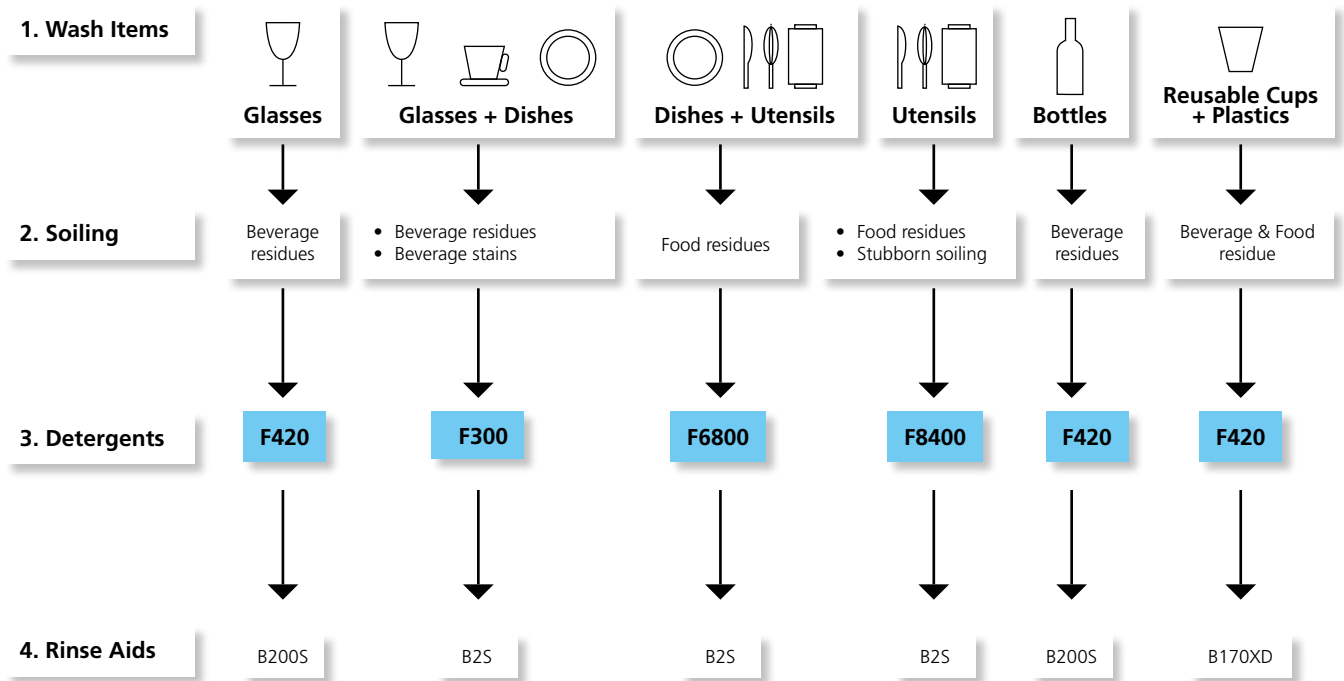 1. Wash Items
Glasses
Glasses + Dishes
Dishes + Utensils
Utensils
Bottles
Reusable Cups
+ Plastics
2. Soiling
Beverage
residues
• Beverage residues
• Beverage stains
Food residues
• Food residues
• Stubborn soiling
Beverage
residues
Beverage & Food
residue
3. Detergents
F420
F300
F6800
F8400
F420
F420
4. Rinse Aids
B200S
B2S
B2S
B2S
B200S
B170XD